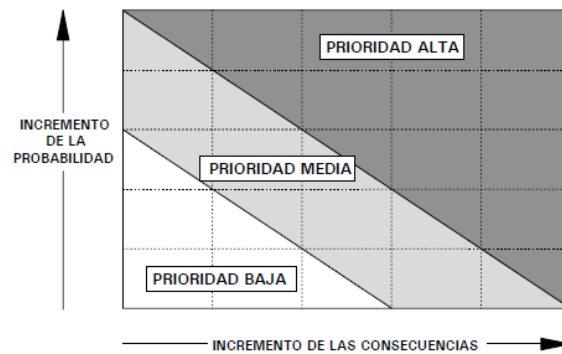 PRIORIDAD ALTA
INCREMENTO
DE LA
PROBABILIDAD
PRIORIDAD MEDIA
PRIORIDAD BAJA
INCREMENTO DE LAS CONSECUENCIAS